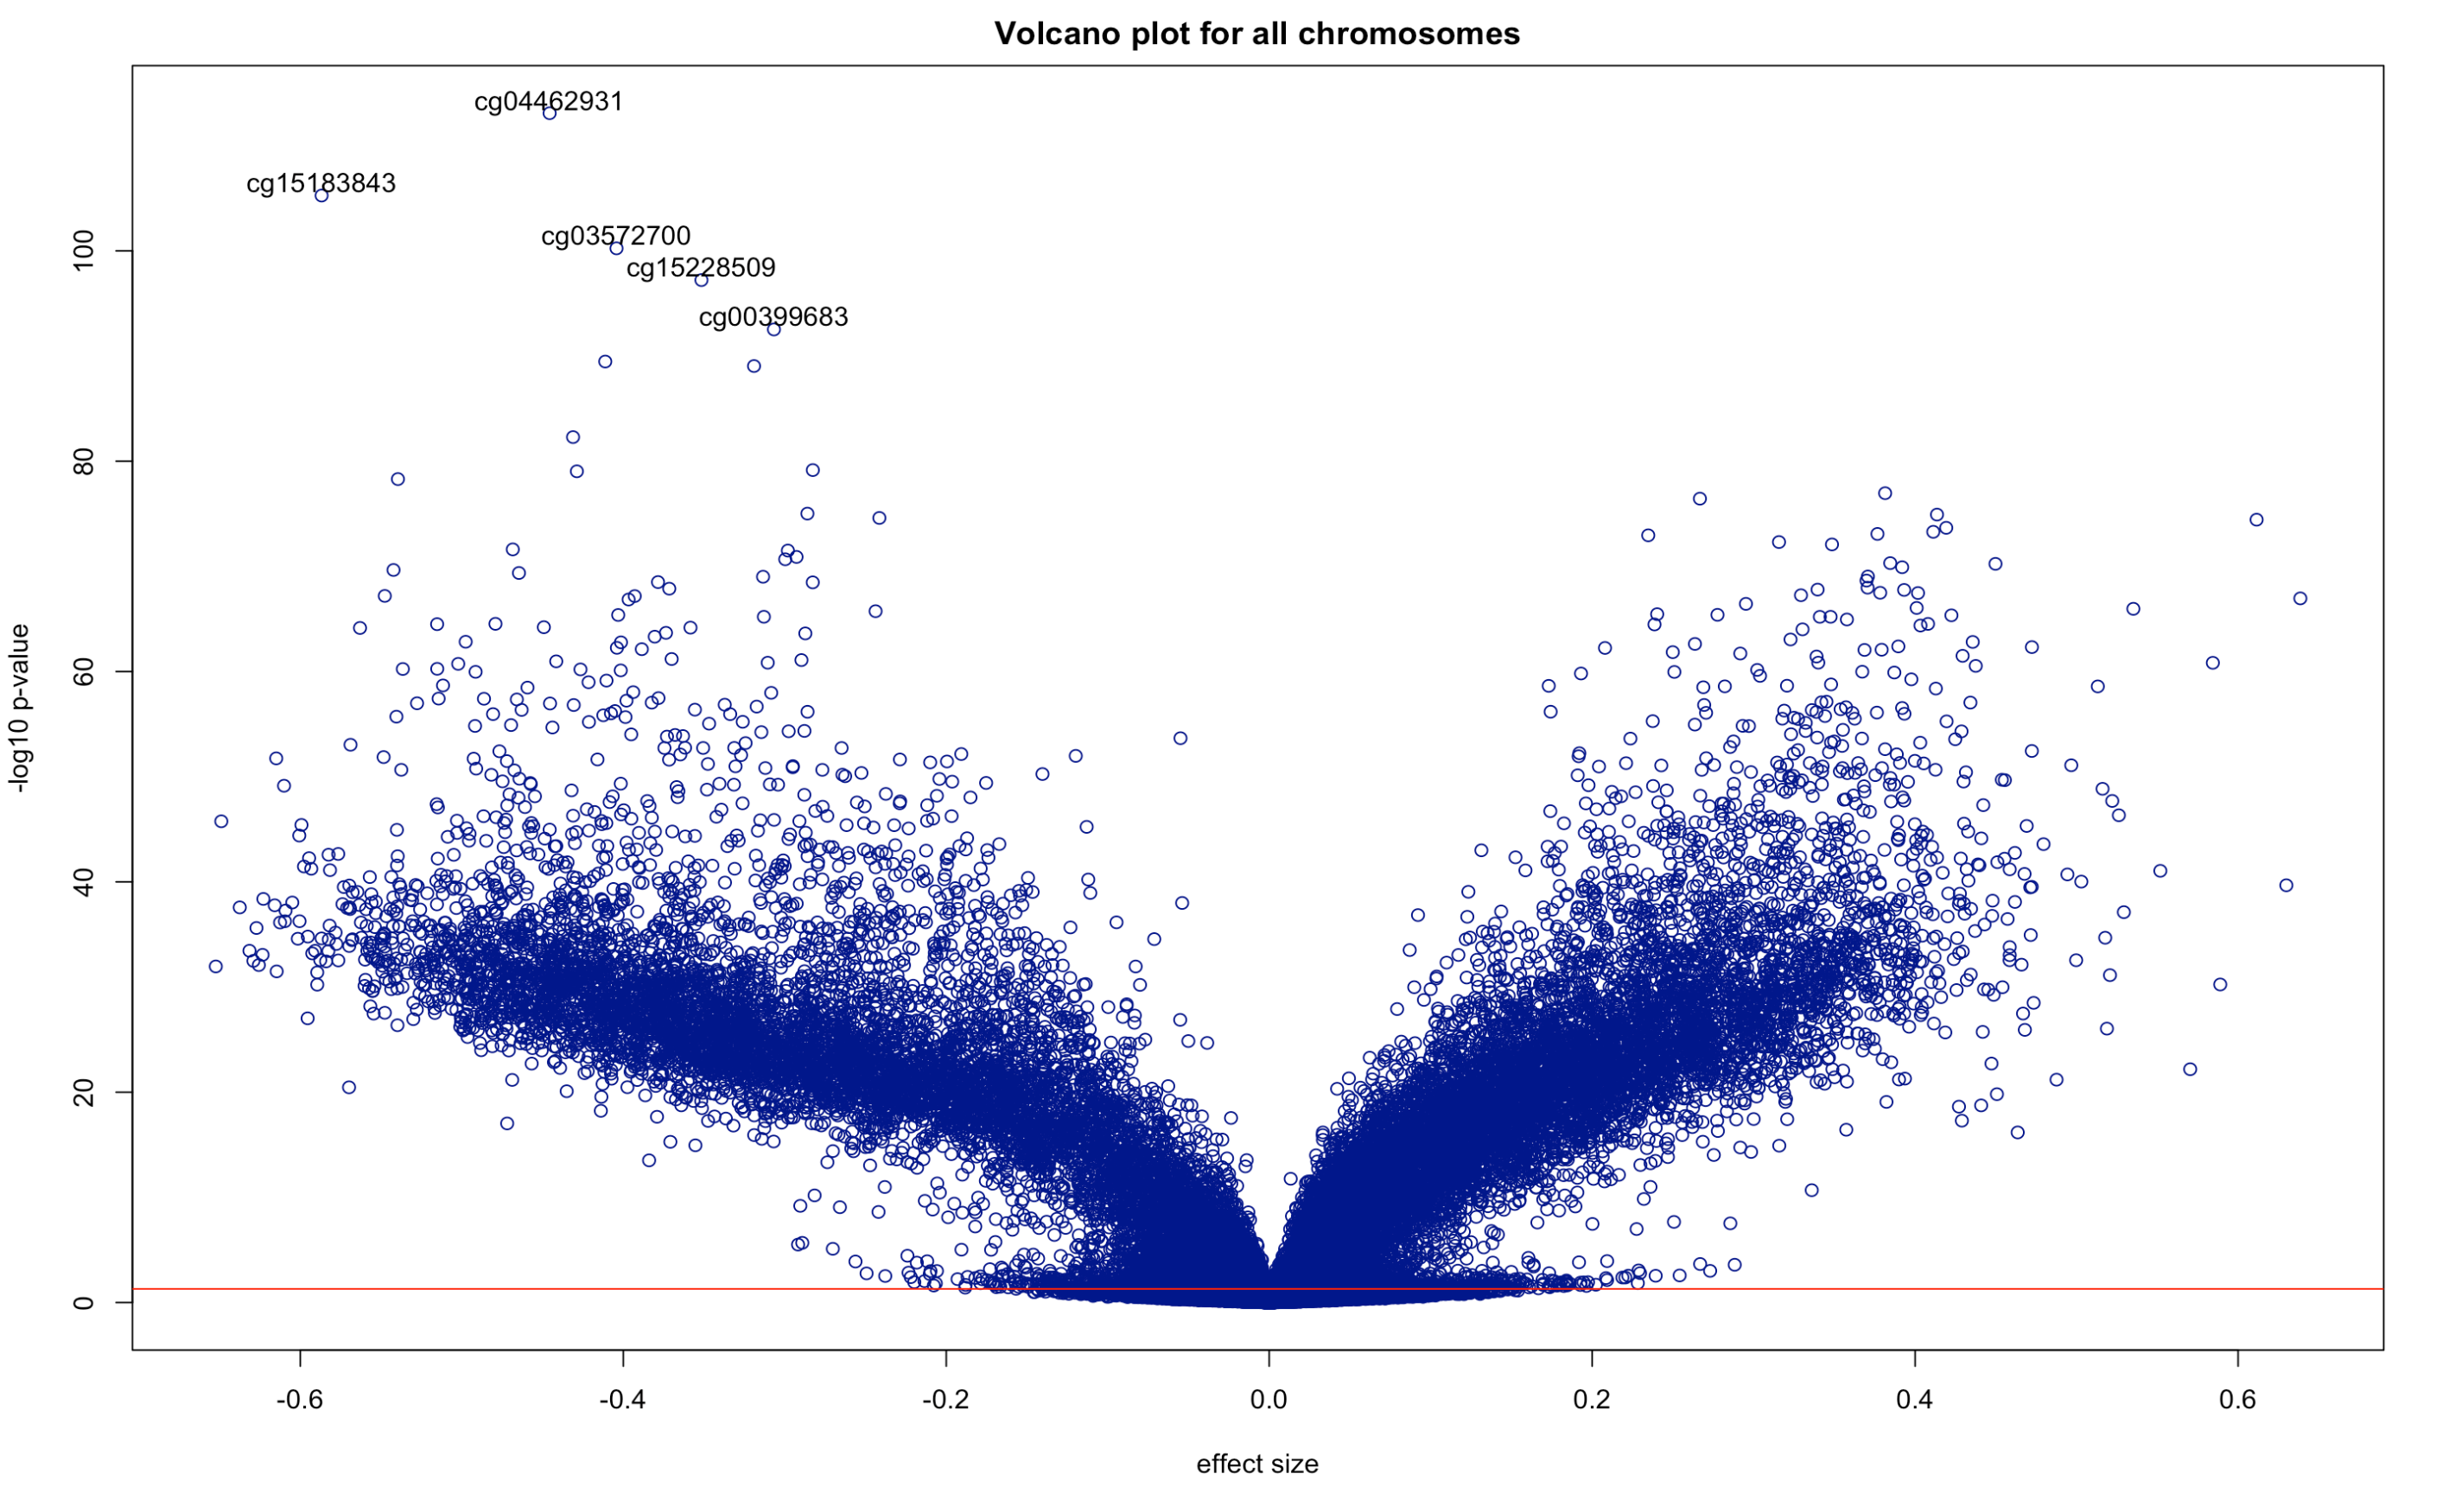 Volcano plot for all chromosomes
cg04462931
cg15183843
cg03572700
cg15228509
cg00399683
-log10 p-value
100
80
60
40
20
0
-0.6 -0.4 -0.2 0.0 0.2 0.4 0.6
effect size